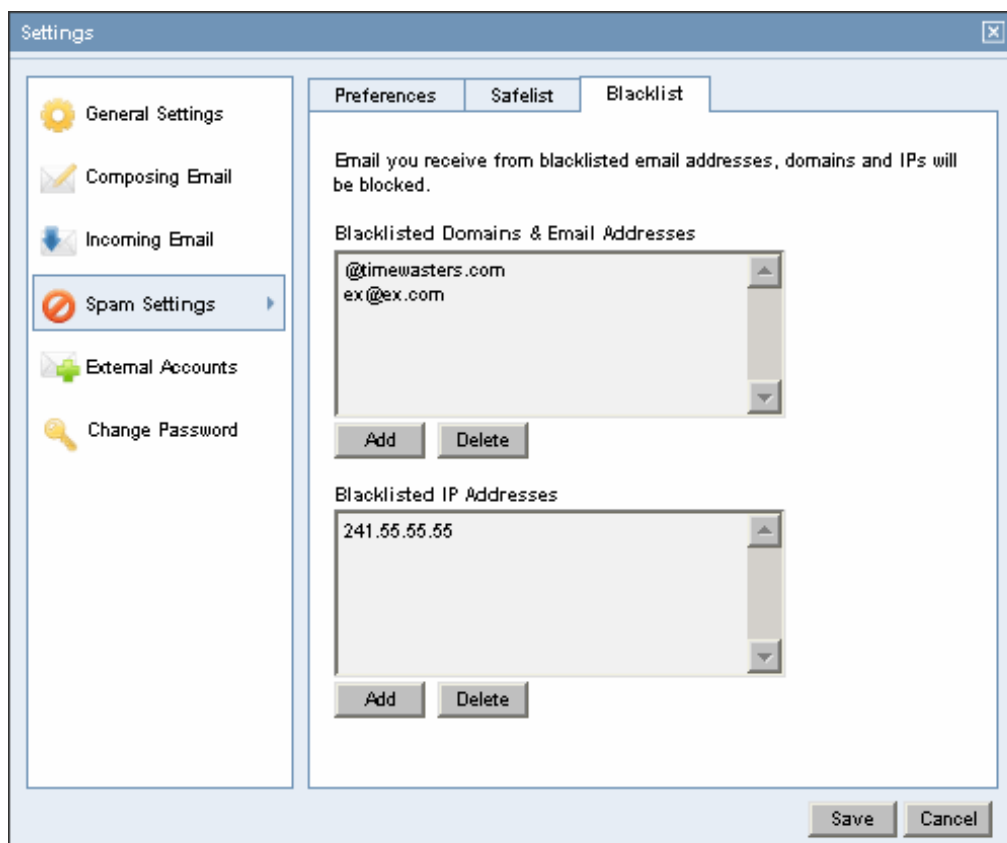 Settings
General Settings
Composing Email
Incoming Email
Spam Settings
External Accounts
Change Password
Preferences
Safelist
Blacklist
Email you receive from blacklisted email addresses, domains and IPs will
be blocked.
Blacklisted Domains & Email Addresses
@timewasters.com
ex@ex.com
Add
Delete
Blacklisted IP Addresses
241.55.55.55
Add
Delete
Save
Cancel